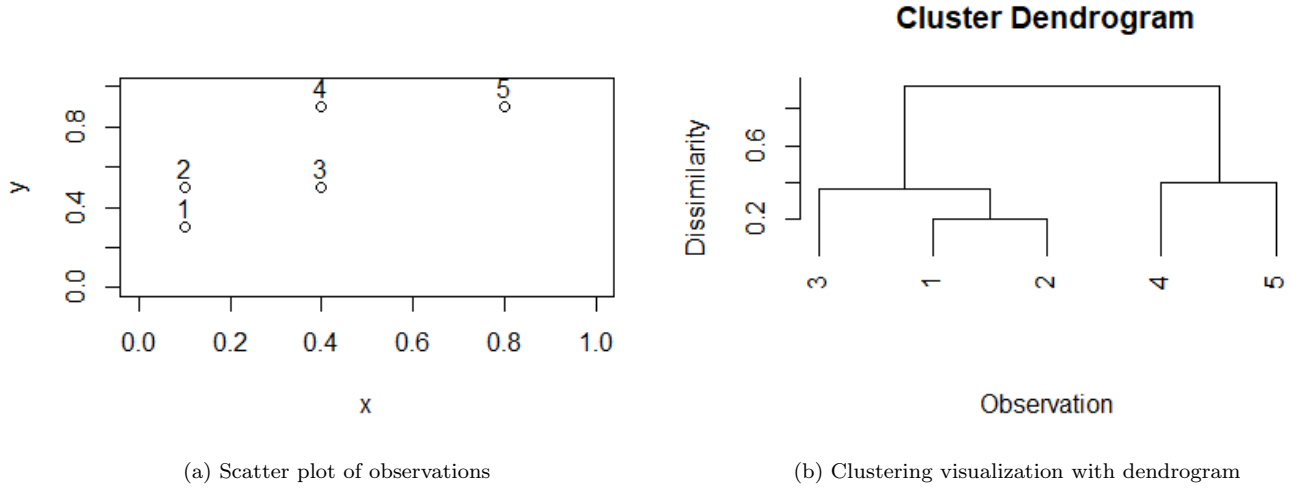 Cluster Dendrogram
y
0.0 0.4 0.8
4 5
2 3
1
0.0 0.2 0.4 0.6 0.8 1.0
x
Dissimilarity
0.2 0.6
3 1 2 4 5
Observation
(a) Scatter plot of observations
(b) Clustering visualization with dendrogram